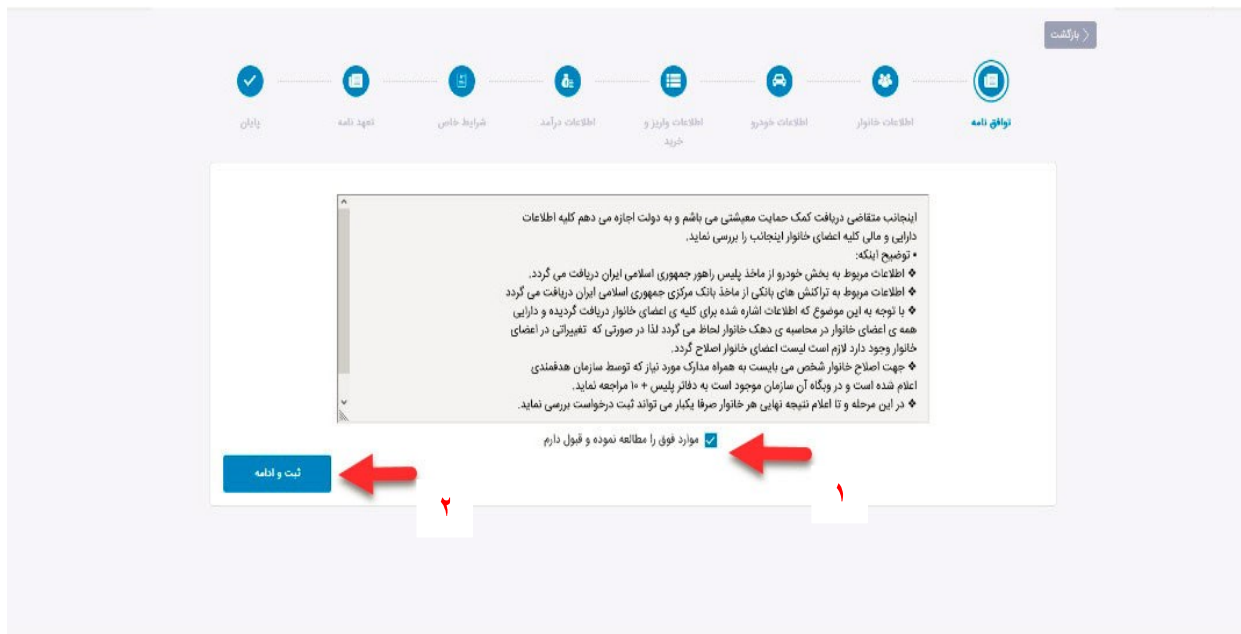 بازگشت
توافق نامه
اطلاعات خانوار
اطلاعات خودرو
اطلاعات واریز و
خرید
اطلاعات درآمد
شرایط خاص
تعهد نامه
پایان
اینجانب متقاضی دریافت کمک حمایت معیشتی می باشم و به دولت اجازه می دهم کلیه اطلاعات
دارایی و مالی کلیه اعضای خانوار اینجانب را بررسی نماید.
• توضیح اینکه:
❖ اطلاعات مربوط به بخش خودرو از ماخذ پلیس راهور جمهوری اسلامی ایران دریافت می گردد.
❖ اطلاعات مربوط به تراکنش های بانکی از ماخذ بانک مرکزی جمهوری اسلامی ایران دریافت می گردد
❖ با توجه به این موضوع که اطلاعات اشاره شده برای کلیه ی اعضای خانوار دریافت گردیده و دارایی
همه ی اعضای خانوار در محاسبه ی دهک خانوار لحاظ می گردد لذا در صورتی که تغییراتی در اعضای
خانوار وجود دارد لازم است لیست اعضای خانوار اصلاح گردد.
❖ جهت اصلاح خانوار شخص می بایست به همراه مدارک مورد نیاز که توسط سازمان هدفمندی
اعلام شده است و در وبگاه آن سازمان موجود است به دفاتر پلیس + ۱۰ مراجعه نماید.
❖ در این مرحله و تا اعلام نتیجه نهایی هر خانوار صرفا یکبار می تواند ثبت درخواست بررسی نماید.
موارد فوق را مطالعه نموده و قبول دارم
۱
ثبت و ادامه
۲